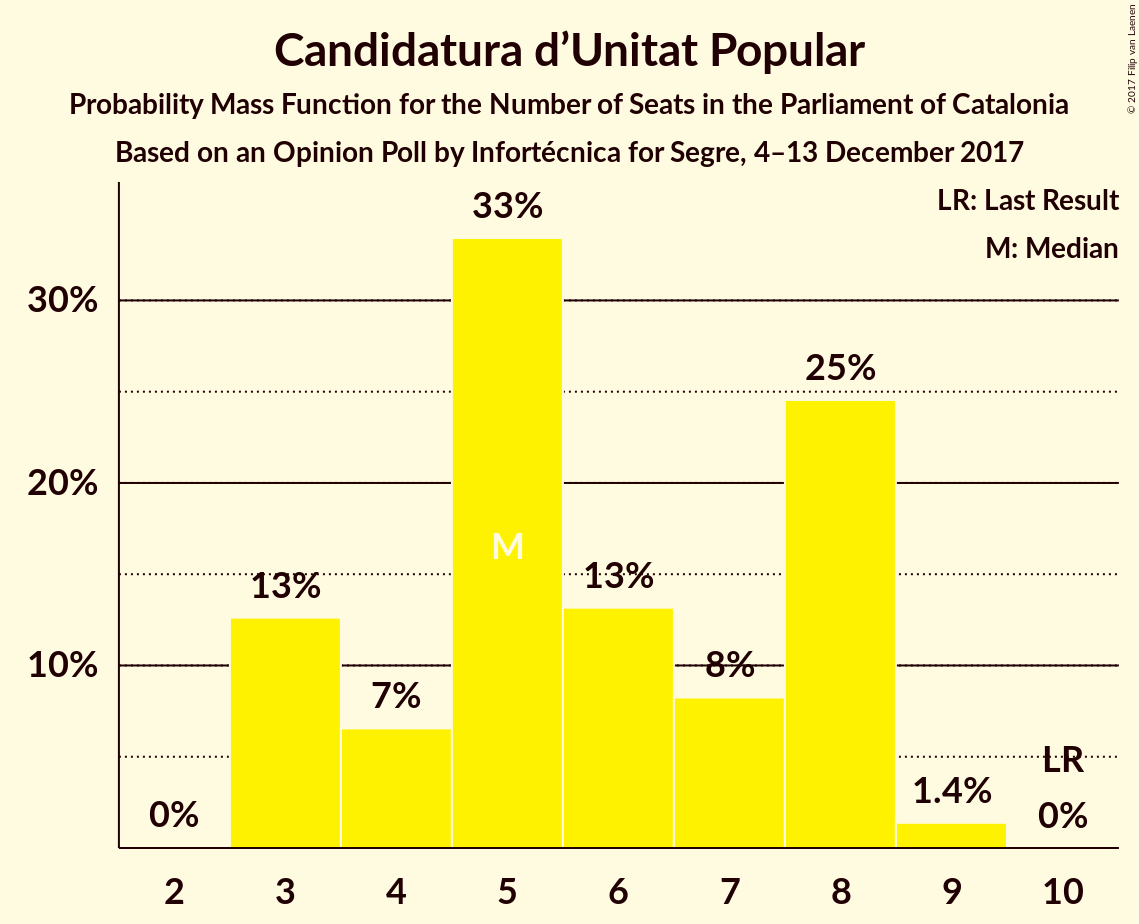 Candidatura d’Unitat Popular
Probability Mass Function for the Number of Seats in the Parliament of Catalonia
Based on an Opinion Poll by Infortécnica for Segre, 4–13 December 2017
© 2017 Filip van Laenen
LR: Last Result
M: Median
30%
20%
10%
0%
13%
7%
33%
M
13%
8%
25%
1.4%
LR
0%
2 3 4 5 6 7 8 9 10